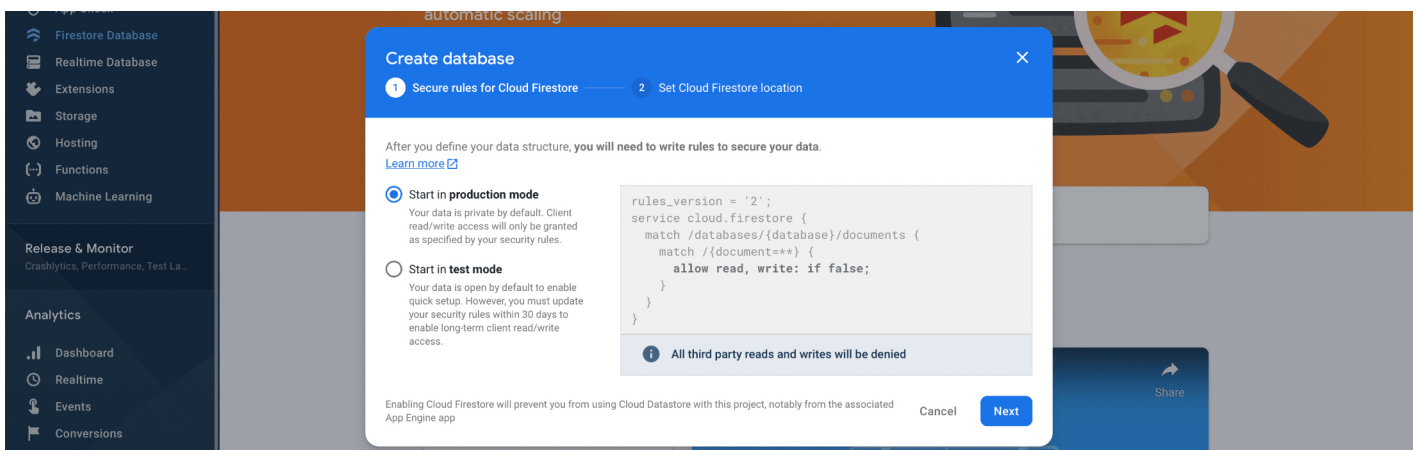 App Check
Firestore Database
Realtime Database
Extensions
Storage
Hosting
Functions
Machine Learning
Release & Monitor
Crashlytics, Performance, Test La...
Analytics
Dashboard
Realtime
Events
Conversions
automatic scaling
Create database
1 Secure rules for Cloud Firestore
2 Set Cloud Firestore location
After you define your data structure, you will need to write rules to secure your data.
Learn more
Start in production mode
Your data is private by default. Client
read/write access will only be granted
as specified by your security rules.
Start in test mode
Your data is open by default to enable
quick setup. However, you must update
your security rules within 30 days to
enable long-term client read/write
access.
rules_version = '2';
service cloud.firestore {
match /databases/{database}/documents {
match /{document=**} {
allow read, write: if false;
}
}
}
All third party reads and writes will be denied
Enabling Cloud Firestore will prevent you from using Cloud Datastore with this project, notably from the associated
App Engine app
Cancel
Next
Share